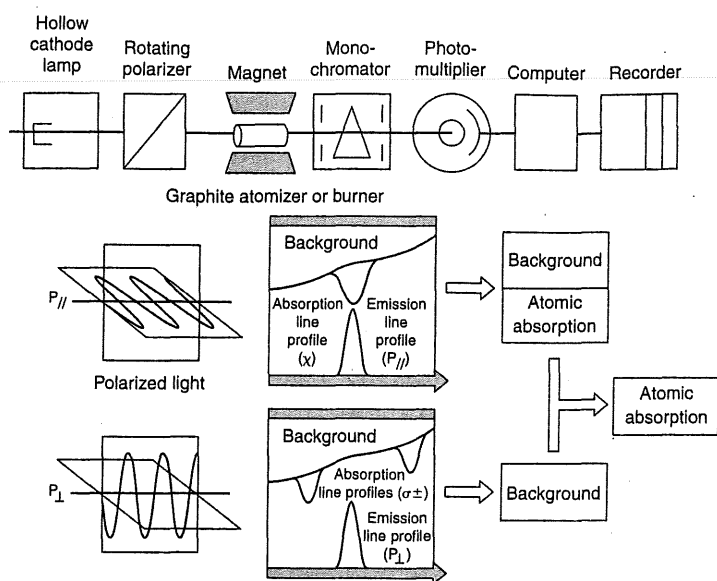 Hollow
cathode
lamp
Rotating
polarizer
Magnet
Mono-
chromator
Photo-
multiplier
Computer
Recorder
Graphite atomizer or burner
P//
Polarized light
Background
Absorption
line
profile
(χ)
Emission
line
profile
(P//)
Background
Atomic
absorption
Atomic
absorption
P⊥
Background
Absorption
line profiles (σ±)
Emission
line profile
(P⊥)
Background